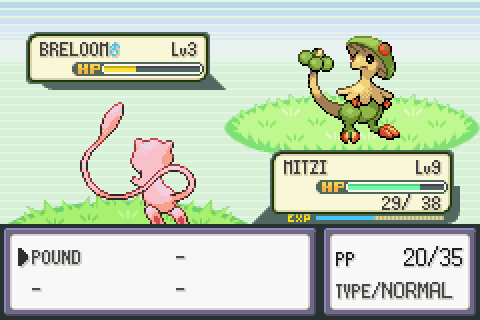 BRELOOM♂ Lv3
HP
MITZI Lv9
HP
29/ 38
EXP
POUND -
- -
PP 20/35
TYPE/NORMAL